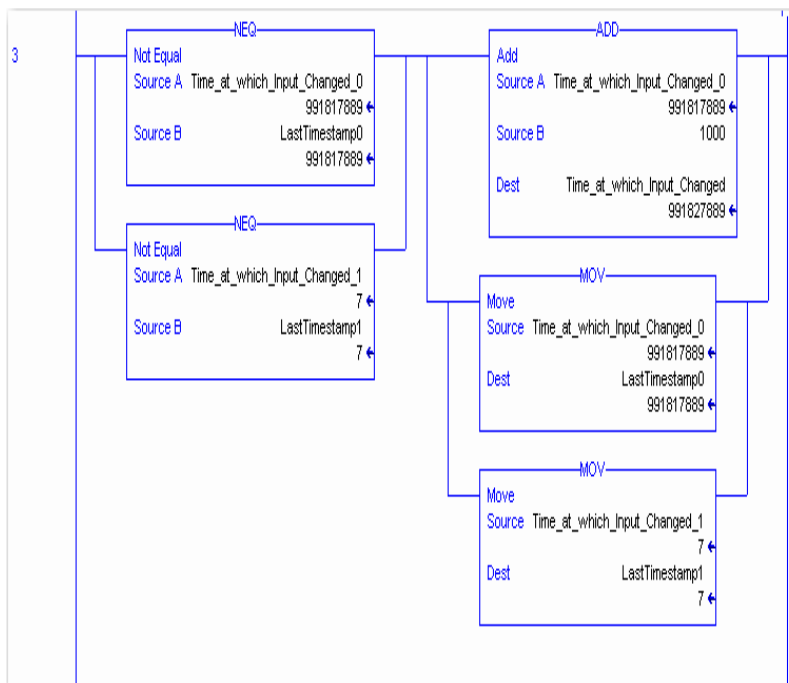 3
NEQ
Not Equal
Source A Time_at_which_Input_Changed_0
991817889
Source B LastTimestamp0
991817889
NEQ
Not Equal
Source A Time_at_which_Input_Changed_1
7
Source B LastTimestamp1
7
ADD
Add
Source A Time_at_which_Input_Changed_0
991817889
Source B 1000
Dest Time_at_which_Input_Changed
991827889
MOV
Move
Source Time_at_which_Input_Changed_0
991817889
Dest LastTimestamp0
991817889
MOV
Move
Source Time_at_which_Input_Changed_1
7
Dest LastTimestamp1
7